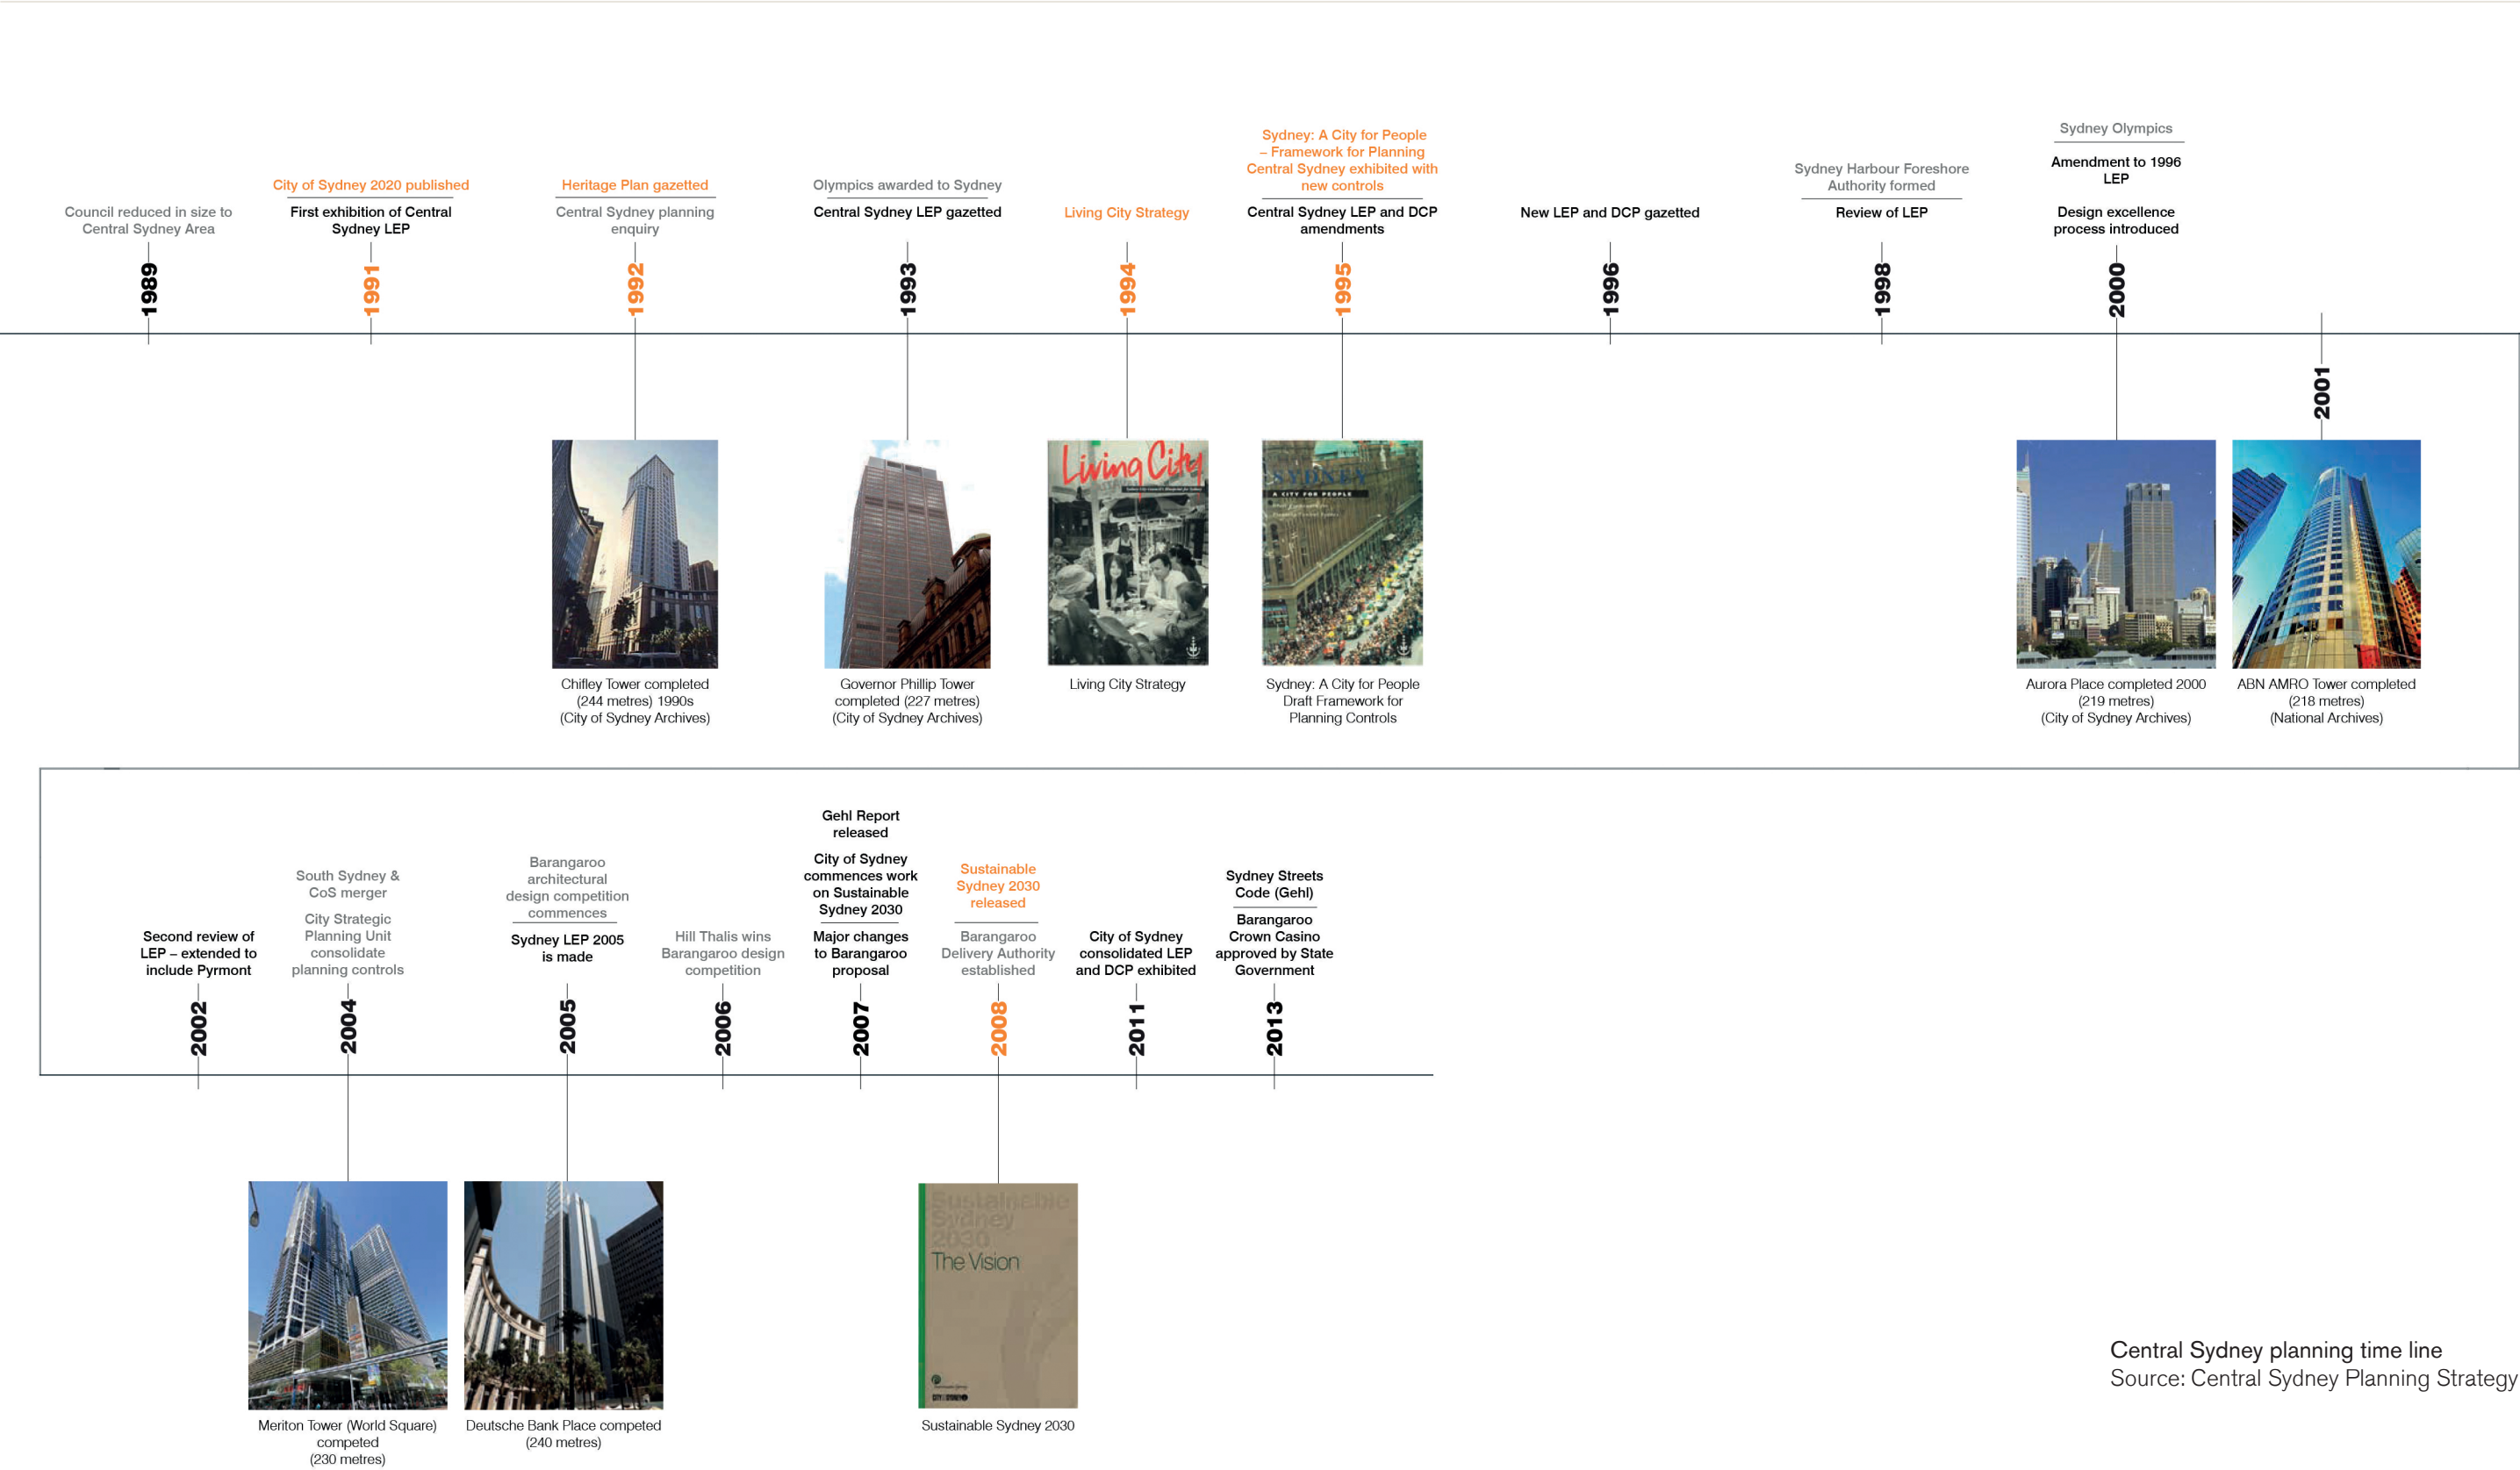 Council reduced in size to
Central Sydney Area
1989
City of Sydney 2020 published
First exhibition of Central
Sydney LEP
1991
Heritage Plan gazetted
Central Sydney planning
enquiry
1992
Olympics awarded to Sydney
Central Sydney LEP gazetted
1993
Living City Strategy
1994
Sydney: A City for People
– Framework for Planning
Central Sydney exhibited with
new controls
Central Sydney LEP and DCP
amendments
1995
New LEP and DCP gazetted
1996
Sydney Harbour Foreshore
Authority formed
Review of LEP
1998
Sydney Olympics
Amendment to 1996
LEP
Design excellence
process introduced
2000
2001
Chifley Tower completed
(244 metres) 1990s
(City of Sydney Archives)
Governor Phillip Tower
completed (227 metres)
(City of Sydney Archives)
Living City
Living City Strategy
SYDNEY
A CITY FOR PEOPLE
Sydney: A City for People
Draft Framework for
Planning Controls
Aurora Place completed 2000
(219 metres)
(City of Sydney Archives)
ABN AMRO Tower completed
(218 metres)
(National Archives)
Second review of
LEP – extended to
include Pyrmont
2002
South Sydney &
CoS merger
City Strategic
Planning Unit
consolidate
planning controls
2004
Barangaroo
architectural
design competition
commences
Sydney LEP 2005
is made
2005
Hill Thalis wins
Barangaroo design
competition
2006
Gehl Report
released
City of Sydney
commences work
on Sustainable
Sydney 2030
Major changes
to Barangaroo
proposal
2007
Sustainable
Sydney 2030
released
Barangaroo
Delivery Authority
established
2008
City of Sydney
consolidated LEP
and DCP exhibited
2011
Sydney Streets
Code (Gehl)
Barangaroo
Crown Casino
approved by State
Government
2013
Meriton Tower (World Square)
competed
(230 metres)
Deutsche Bank Place competed
(240 metres)
Sustainable
Sydney
2030
The Vision
Sustainable Sydney 2030
Central Sydney planning time line
Source: Central Sydney Planning Strategy